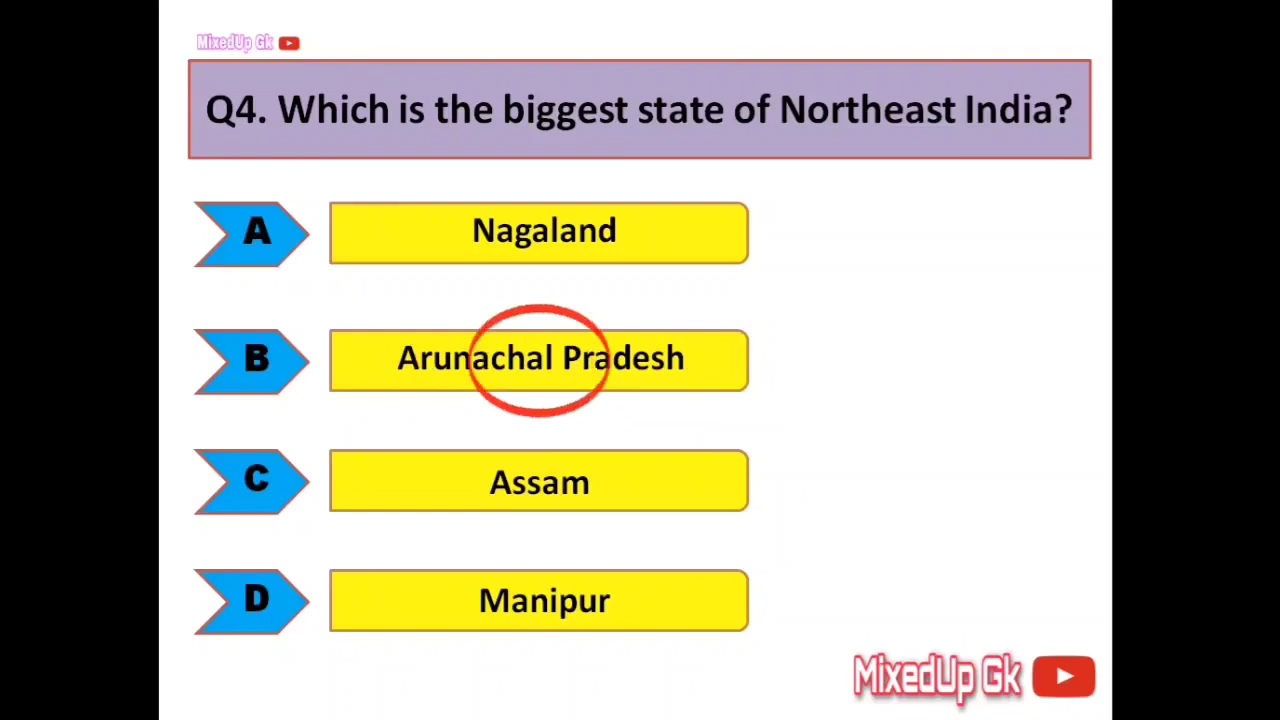 MixedUp Gk
Q4. Which is the biggest state of Northeast India?
A Nagaland
B Arunachal Pradesh
C Assam
D Manipur
MixedUp Gk